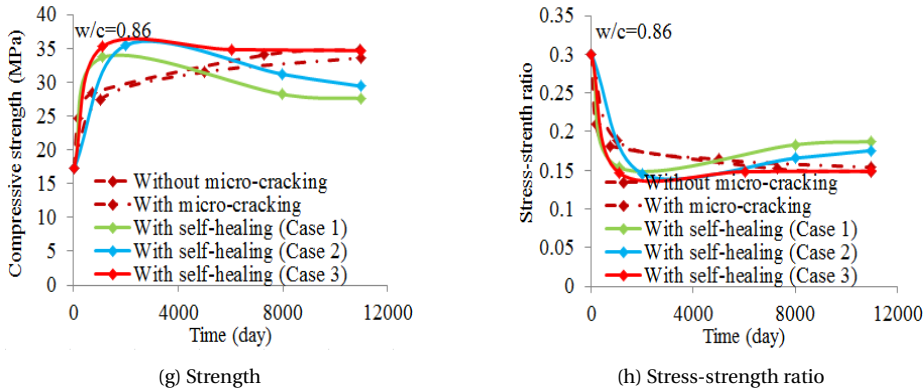 w/c=0.86
Compressive strength (MPa)
40
35
30
25
20
15
10
5
0
Without micro-cracking
With micro-cracking
With self-healing (Case 1)
With self-healing (Case 2)
With self-healing (Case 3)
0 4000 8000 12000
Time (day)
(g) Strength
w/c=0.86
Stress-strenth ratio
0.35
0.3
0.25
0.2
0.15
0.1
0.05
0
Without micro-cracking
With micro-cracking
With self-healing (Case 1)
With self-healing (Case 2)
With self-healing (Case 3)
0 4000 8000 12000
Time (day)
(h) Stress-strength ratio